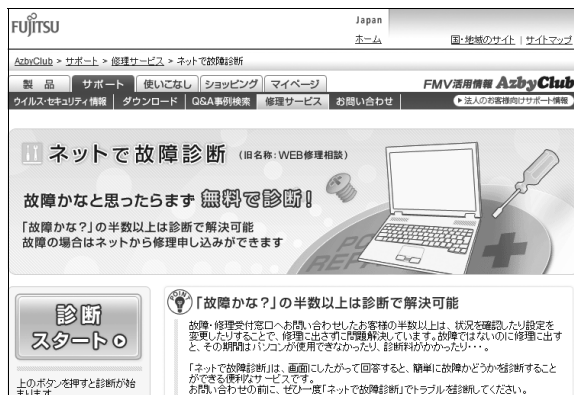 FUJITSU
Japan
ホーム
国・地域のサイト | サイトマップ
AzbyClub > サポート > 修理サービス > ネットで故障診断
製 品 サポート 使いこなし ショッピング マイページ FMV活用情報 AzbyClub
ウイルス・セキュリティ情報 ダウンロード Q&A事例検索 修理サービス お問い合わせ 法人のお客様向けサポート情報
ネットで故障診断 (旧名称:WEB修理相談)
故障かなと思ったらまず 無料で診断!
「故障かな?」の半数以上は診断で解決可能
故障の場合はネットから修理申し込みができます
PC REPAIR
診断
スタート
上のボタンを押すと診断が始
まります
POINT 「故障かな?」の半数以上は診断で解決可能
故障・修理受付窓口へお問い合わせしたお客様の半数以上は、状況を確認したり設定を
変更したりすることで、修理に出さずに問題解決しています。故障ではないのに修理に出す
と、その期間はパソコンが使用できなかったり、診断料がかかったり・・・。
「ネットで故障診断」は、画面にしたがって回答すると、簡単に故障かどうかを診断すること
ができる便利なサービスです。
お問い合わせの前に、ぜひ一度「ネットで故障診断」でトラブルを診断してください。